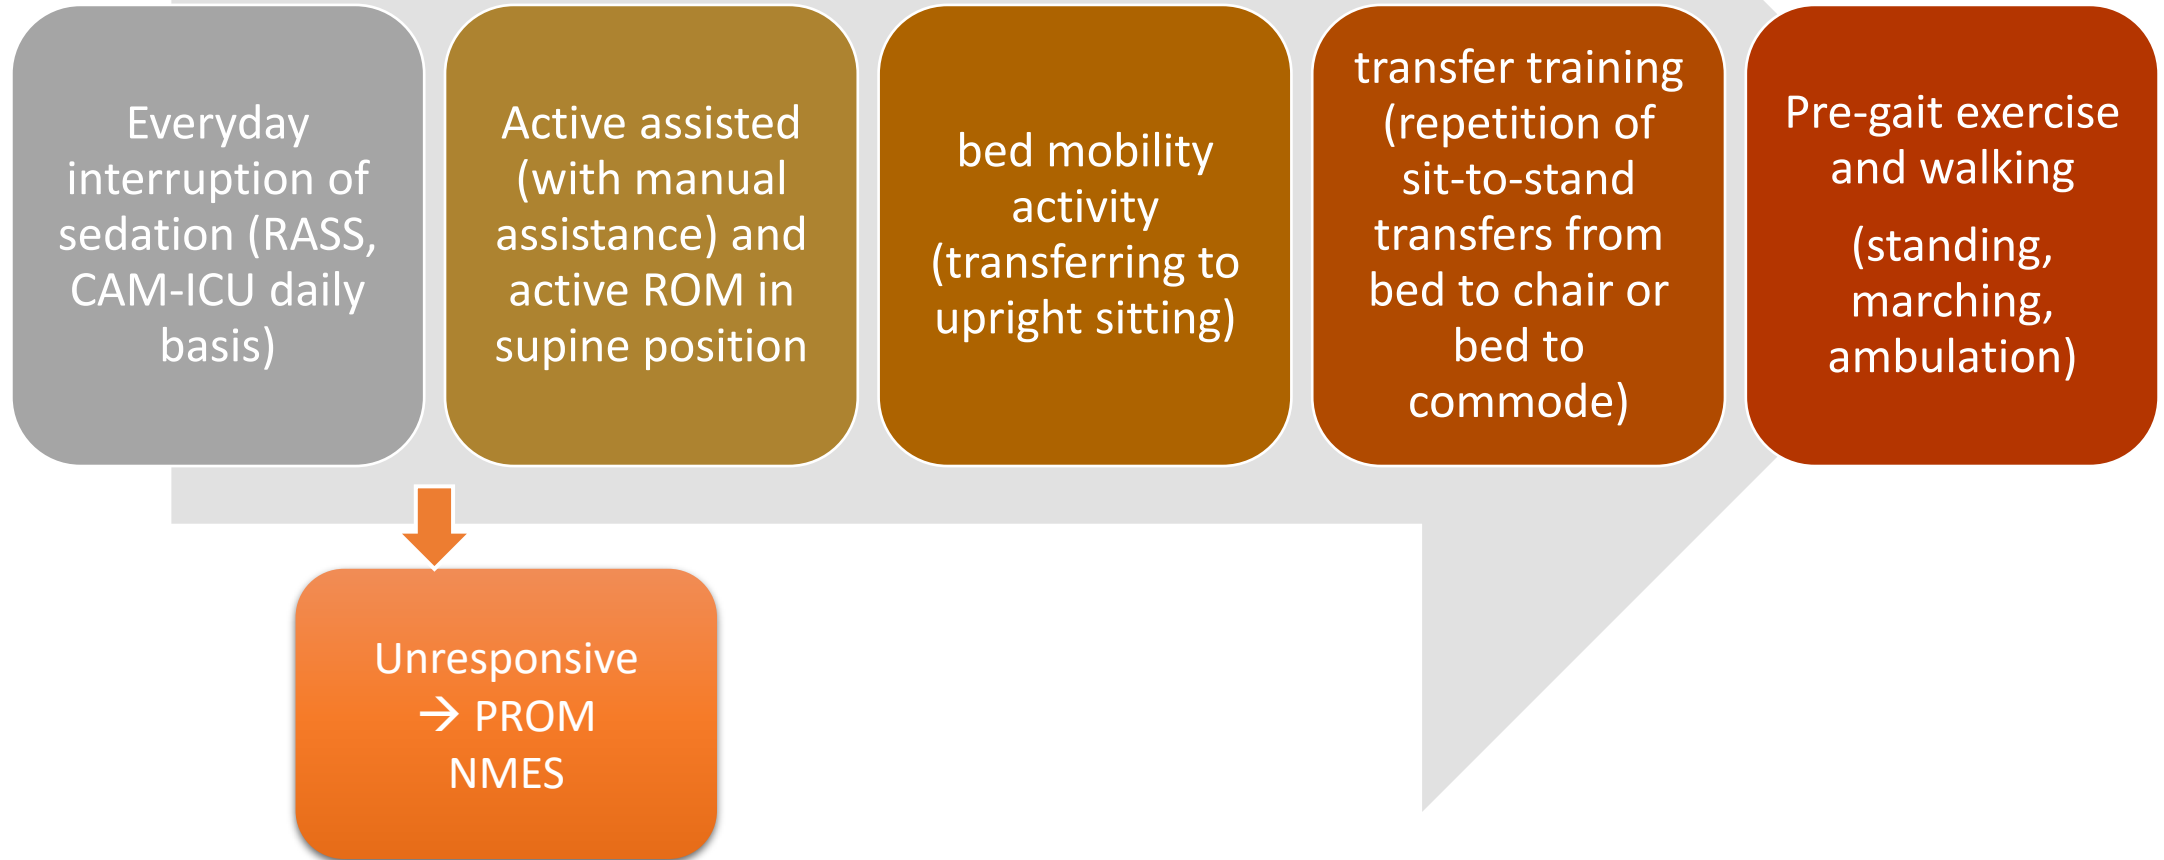 Everyday
interruption of
sedation (RASS,
CAM-ICU daily
basis)
Active assisted
(with manual
assistance) and
active ROM in
supine position
bed mobility
activity
(transferring to
upright sitting)
transfer training
(repetition of
sit-to-stand
transfers from
bed to chair or
bed to
commode)
Pre-gait exercise
and walking
(standing,
marching,
ambulation)
Unresponsive
→ PROM
NMES